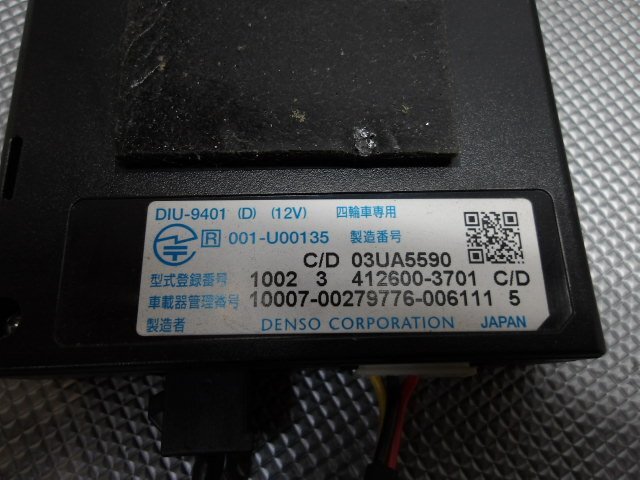 DIU-9401 (D) (12V) 四輪車専用
R 001-U00135 製造番号
C/D 03UA5590
型式登録番号 1002 3 412600-3701 C/D
車載器管理番号 10007-00279776-006111 5
製造者 DENSO CORPORATION JAPAN